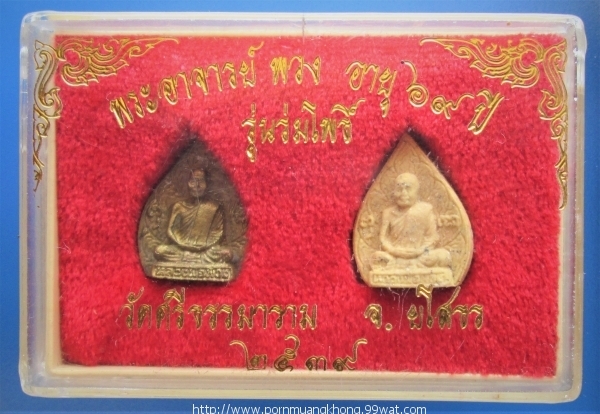 พระอาจารย์ พวง อายุ ๖๙ ปี
รุ่นร่มโพธิ์
วัดศรีธรรมาราม จ. ยโสธร
๒๕๓๙
http://www.pornmuangkhong.99wat.com